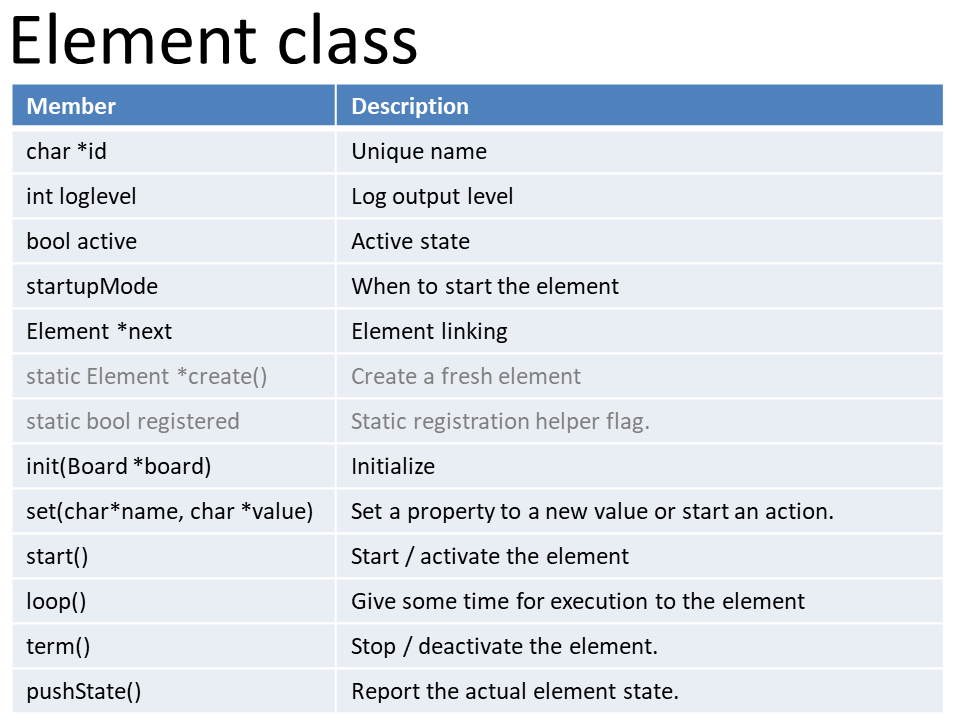 Element class
Member Description
char *id Unique name
int loglevel Log output level
bool active Active state
startupMode When to start the element
Element *next Element linking
static Element *create() Create a fresh element
static bool registered Static registration helper flag.
init(Board *board) Initialize
set(char*name, char *value) Set a property to a new value or start an action.
start() Start / activate the element
loop() Give some time for execution to the element
term() Stop / deactivate the element.
pushState() Report the actual element state.